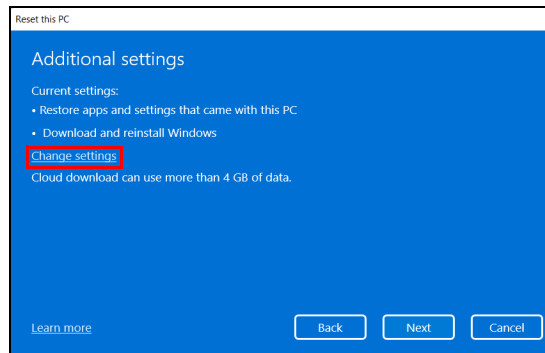 Reset this PC
Additional settings
Current settings:
• Restore apps and settings that came with this PC
• Download and reinstall Windows
Change settings
Cloud download can use more than 4 GB of data.
Learn more
Back
Next
Cancel